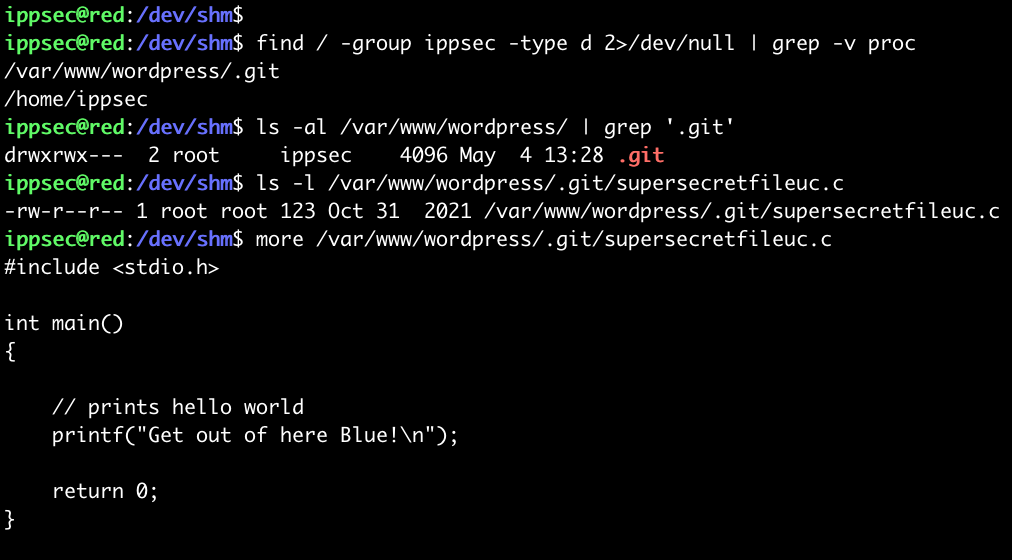 ippsec@red:/dev/shm$
ippsec@red:/dev/shm$ find / -group ippsec -type d 2>/dev/null | grep -v proc
/var/www/wordpress/.git
/home/ippsec
ippsec@red:/dev/shm$ ls -al /var/www/wordpress/ | grep '.git'
drwxrwx---  2 root     ippsec    4096 May  4 13:28 .git
ippsec@red:/dev/shm$ ls -l /var/www/wordpress/.git/supersecretfileuc.c
-rw-r--r-- 1 root root 123 Oct 31  2021 /var/www/wordpress/.git/supersecretfileuc.c
ippsec@red:/dev/shm$ more /var/www/wordpress/.git/supersecretfileuc.c
#include <stdio.h>

int main()
{

    // prints hello world
    printf("Get out of here Blue!\n");

    return 0;
}